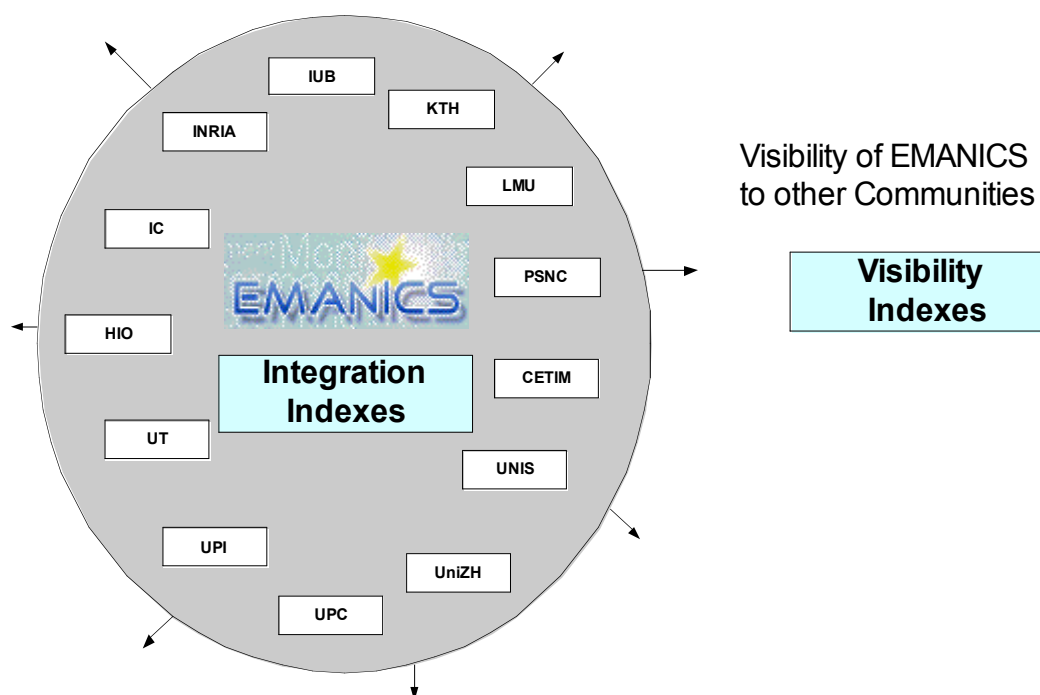 IUB
KTH
INRIA
LMU
Visibility of EMANICS
to other Communities
IC
PSNC
EMANICS
Visibility
Indexes
HIO
Integration
Indexes
CETIM
UT
UNIS
UPI
UniZH
UPC